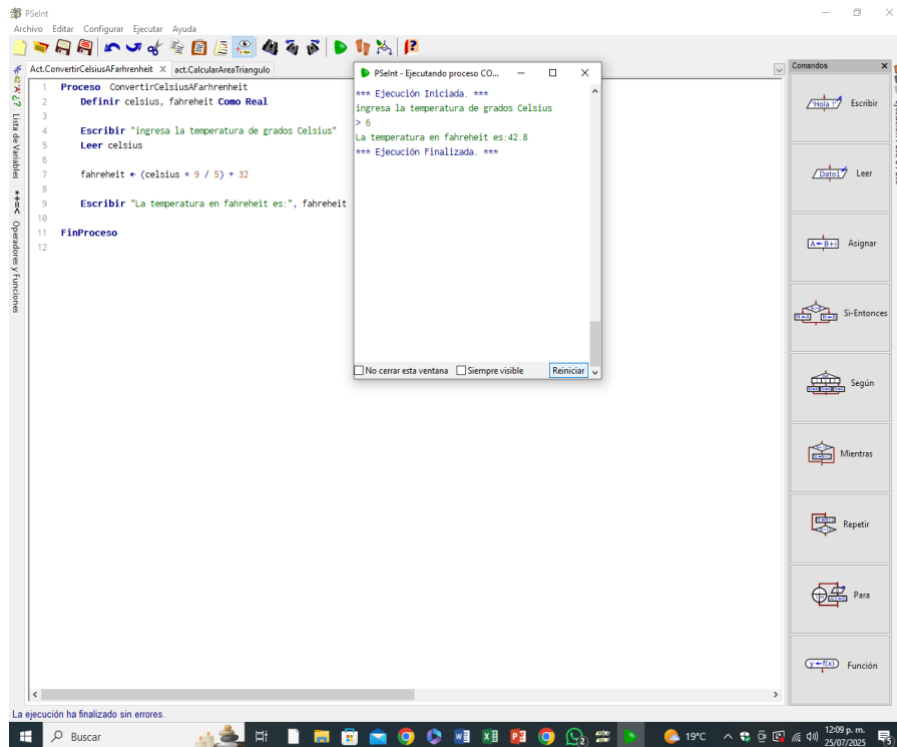 PSeInt
Archivo Editar Configurar Ejecutar Ayuda
Act.ConvertirCelsiusAFarhrenheit X act.CalcularAreaTriangulo
1 Proceso ConvertirCelsiusAFarhrenheit
2 Definir celsius, fahreheit Como Real
3
4 Escribir "ingresa la temperatura de grados Celsius"
5 Leer celsius
6
7 fahreheit ← (celsius * 9 / 5) + 32
8
9 Escribir "La temperatura en fahreheit es:", fahreheit
10
11 FinProceso
12
Lista de Variables
Operadores y Funciones
PSeInt - Ejecutando proceso CO...
*** Ejecución Iniciada. ***
ingresa la temperatura de grados Celsius
> 6
La temperatura en fahreheit es:42.8
*** Ejecución Finalizada. ***
No cerrar esta ventana Siempre visible Reiniciar
Comandos
'Hola !' Escribir
Dato1 Leer
A←B+1 Asignar
Si-Entonces
Según
Mientras
Repetir
Para
y←f(x) Función
La ejecución ha finalizado sin errores.
Buscar
2
19°C
12:09 p. m.
25/07/2025
5